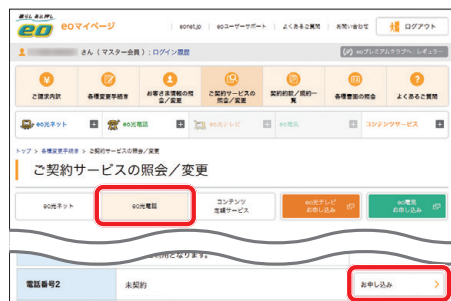 暮らしをよく。
eo eoマイページ
eonet.jp eoユーザーサポート よくあるご質問 お問い合わせ ログアウト
さん（マスター会員）：ログイン履歴
eoプレミアムクラブへ レギュラー
ご請求内訳 各種変更手続き お客さま情報の照会／変更 ご契約サービスの照会／変更 契約約款／規約一覧 各種書面の照会 よくあるご質問
eo光ネット eo光電話 eo光テレビ eo電気 コンテンツサービス
トップ > 各種変更手続き > ご契約サービスの照会／変更
ご契約サービスの照会／変更
eo光ネット eo光電話 コンテンツ定額サービス eo光テレビお申し込み eo電気お申し込み
利用となります。
電話番号2 未契約 お申し込み